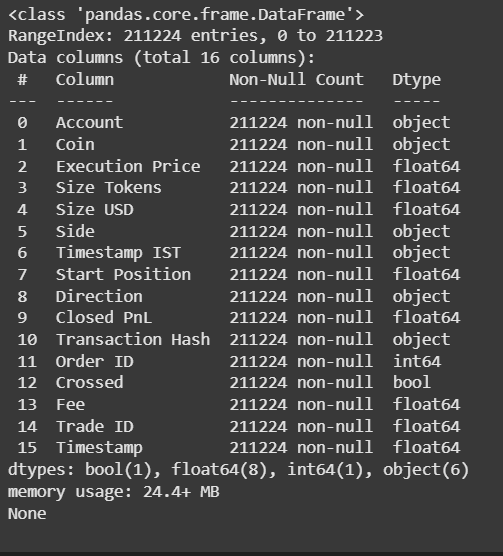 <class 'pandas.core.frame.DataFrame'>
RangeIndex: 211224 entries, 0 to 211223
Data columns (total 16 columns):
 #   Column            Non-Null Count   Dtype
---  ------            --------------   -----
 0   Account           211224 non-null  object
 1   Coin              211224 non-null  object
 2   Execution Price   211224 non-null  float64
 3   Size Tokens       211224 non-null  float64
 4   Size USD          211224 non-null  float64
 5   Side              211224 non-null  object
 6   Timestamp IST     211224 non-null  object
 7   Start Position    211224 non-null  float64
 8   Direction         211224 non-null  object
 9   Closed PnL        211224 non-null  float64
 10  Transaction Hash  211224 non-null  object
 11  Order ID          211224 non-null  int64
 12  Crossed           211224 non-null  bool
 13  Fee               211224 non-null  float64
 14  Trade ID          211224 non-null  float64
 15  Timestamp         211224 non-null  float64
dtypes: bool(1), float64(8), int64(1), object(6)
memory usage: 24.4+ MB
None